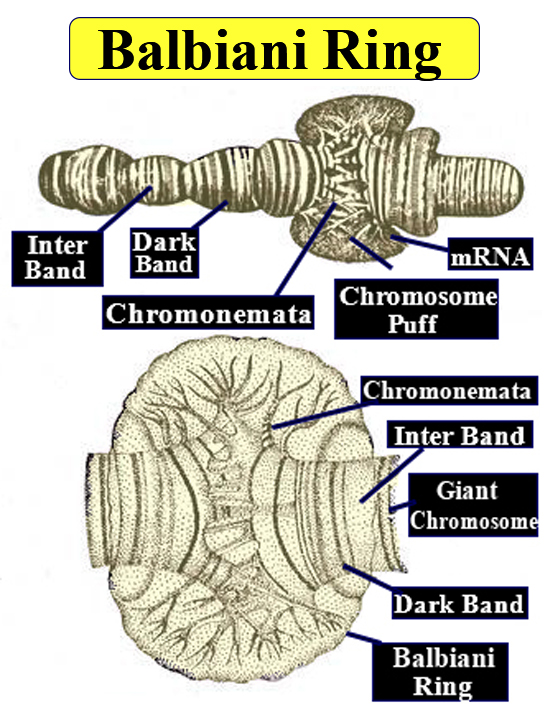 Balbiani Ring
Inter
Band
Dark
Band
mRNA
Chromonemata
Chromosome
Puff
Chromonemata
Inter Band
Giant
Chromosome
Dark Band
Balbiani
Ring